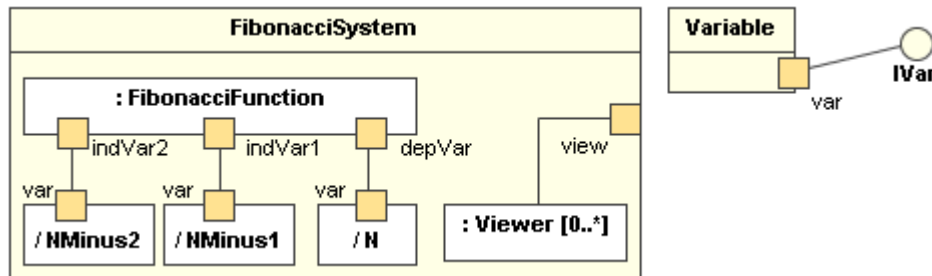 FibonacciSystem
Variable
IVar
var
: FibonacciFunction
indVar2
indVar1
depVar
view
var
var
var
/ NMinus2
/ NMinus1
/ N
: Viewer [0..*]